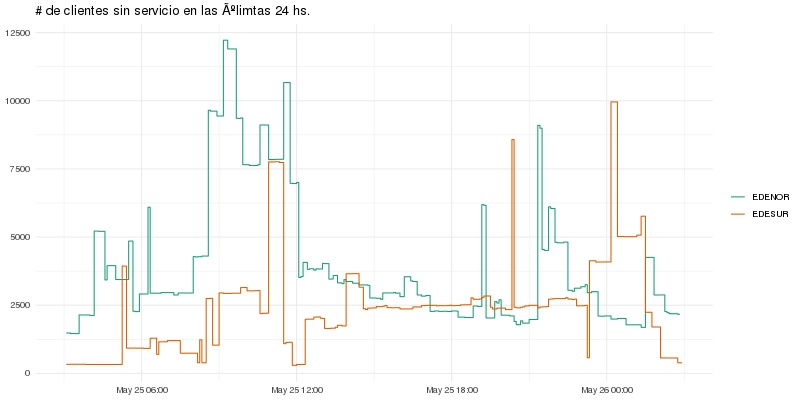 # de clientes sin servicio en las Ãºlimtas 24 hs.
12500
10000
7500
5000
2500
0
May 25 06:00
May 25 12:00
May 25 18:00
May 26 00:00
EDENOR
EDESUR